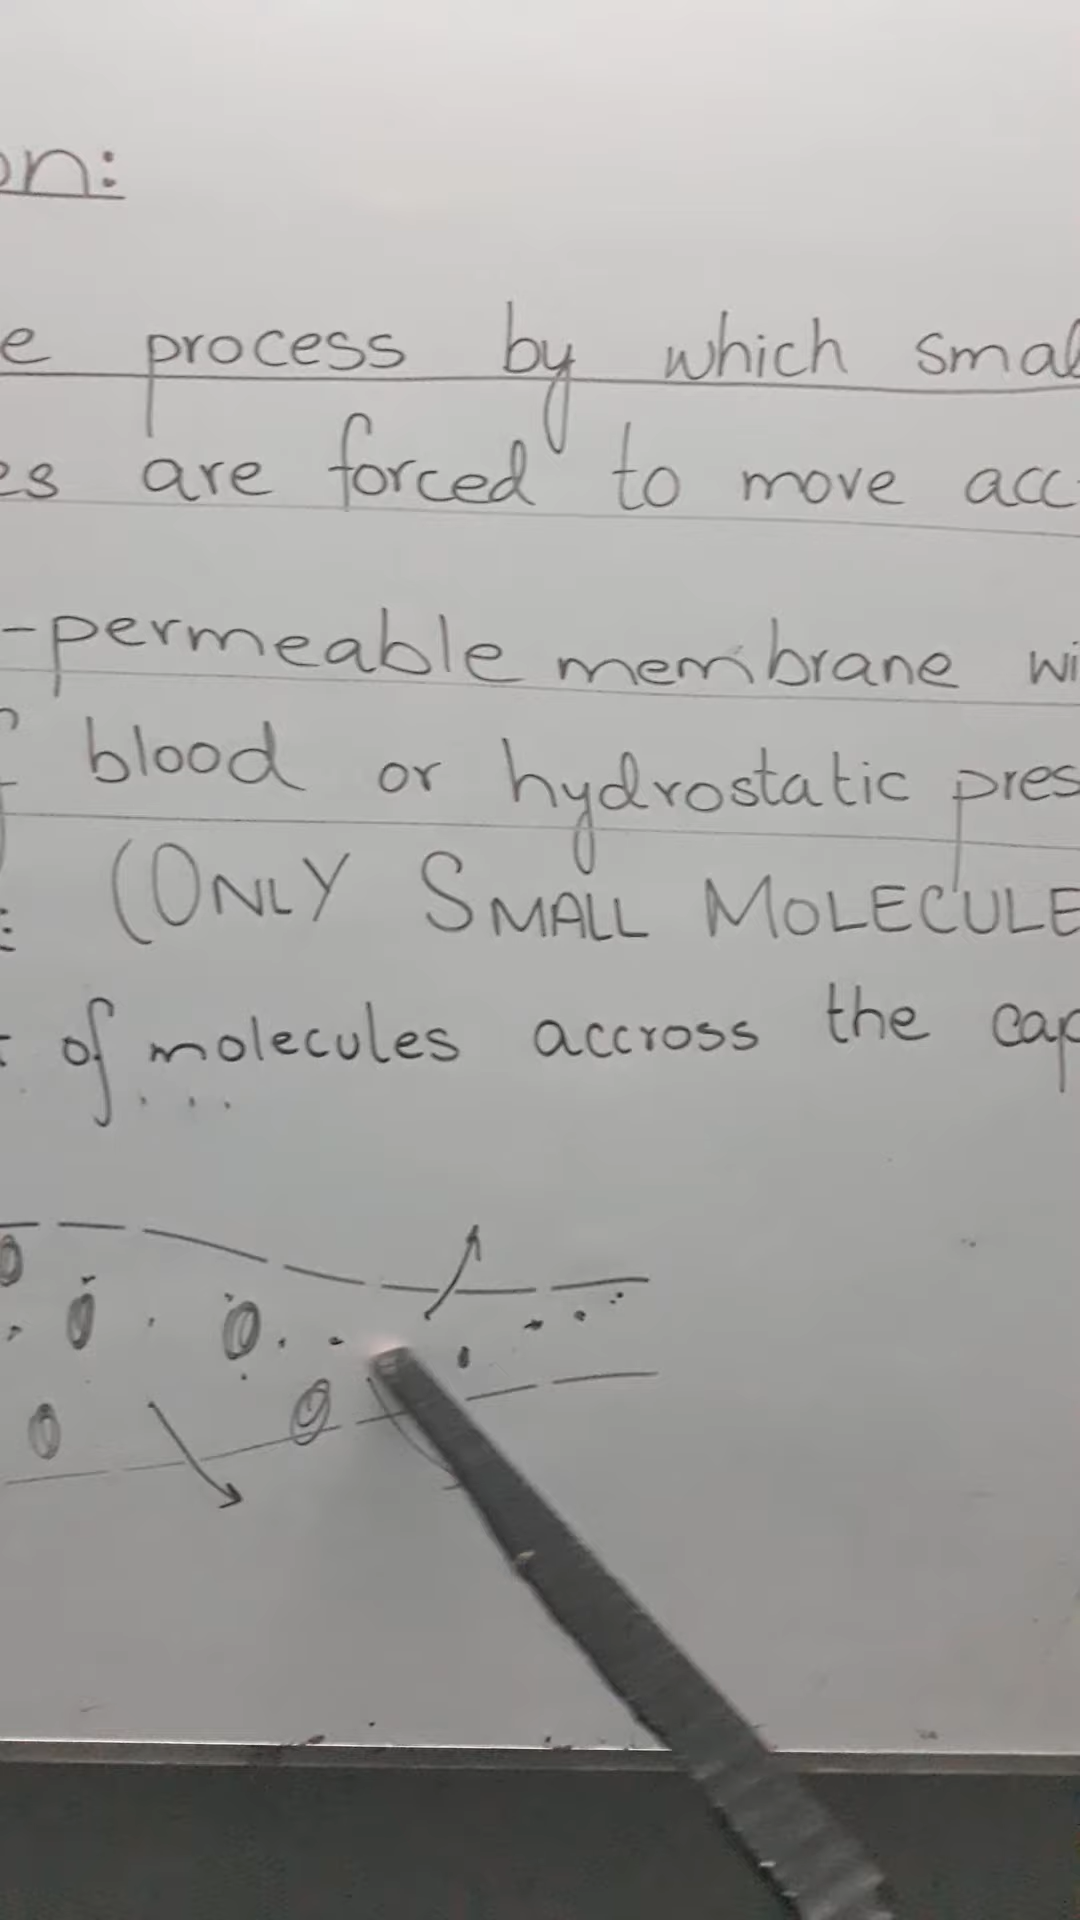 on:
e process by which smal
es are forced to move acc
-permeable membrane wi
f blood or hydrostatic pres
: (ONLY SMALL MOLECULE
of molecules accross the cap